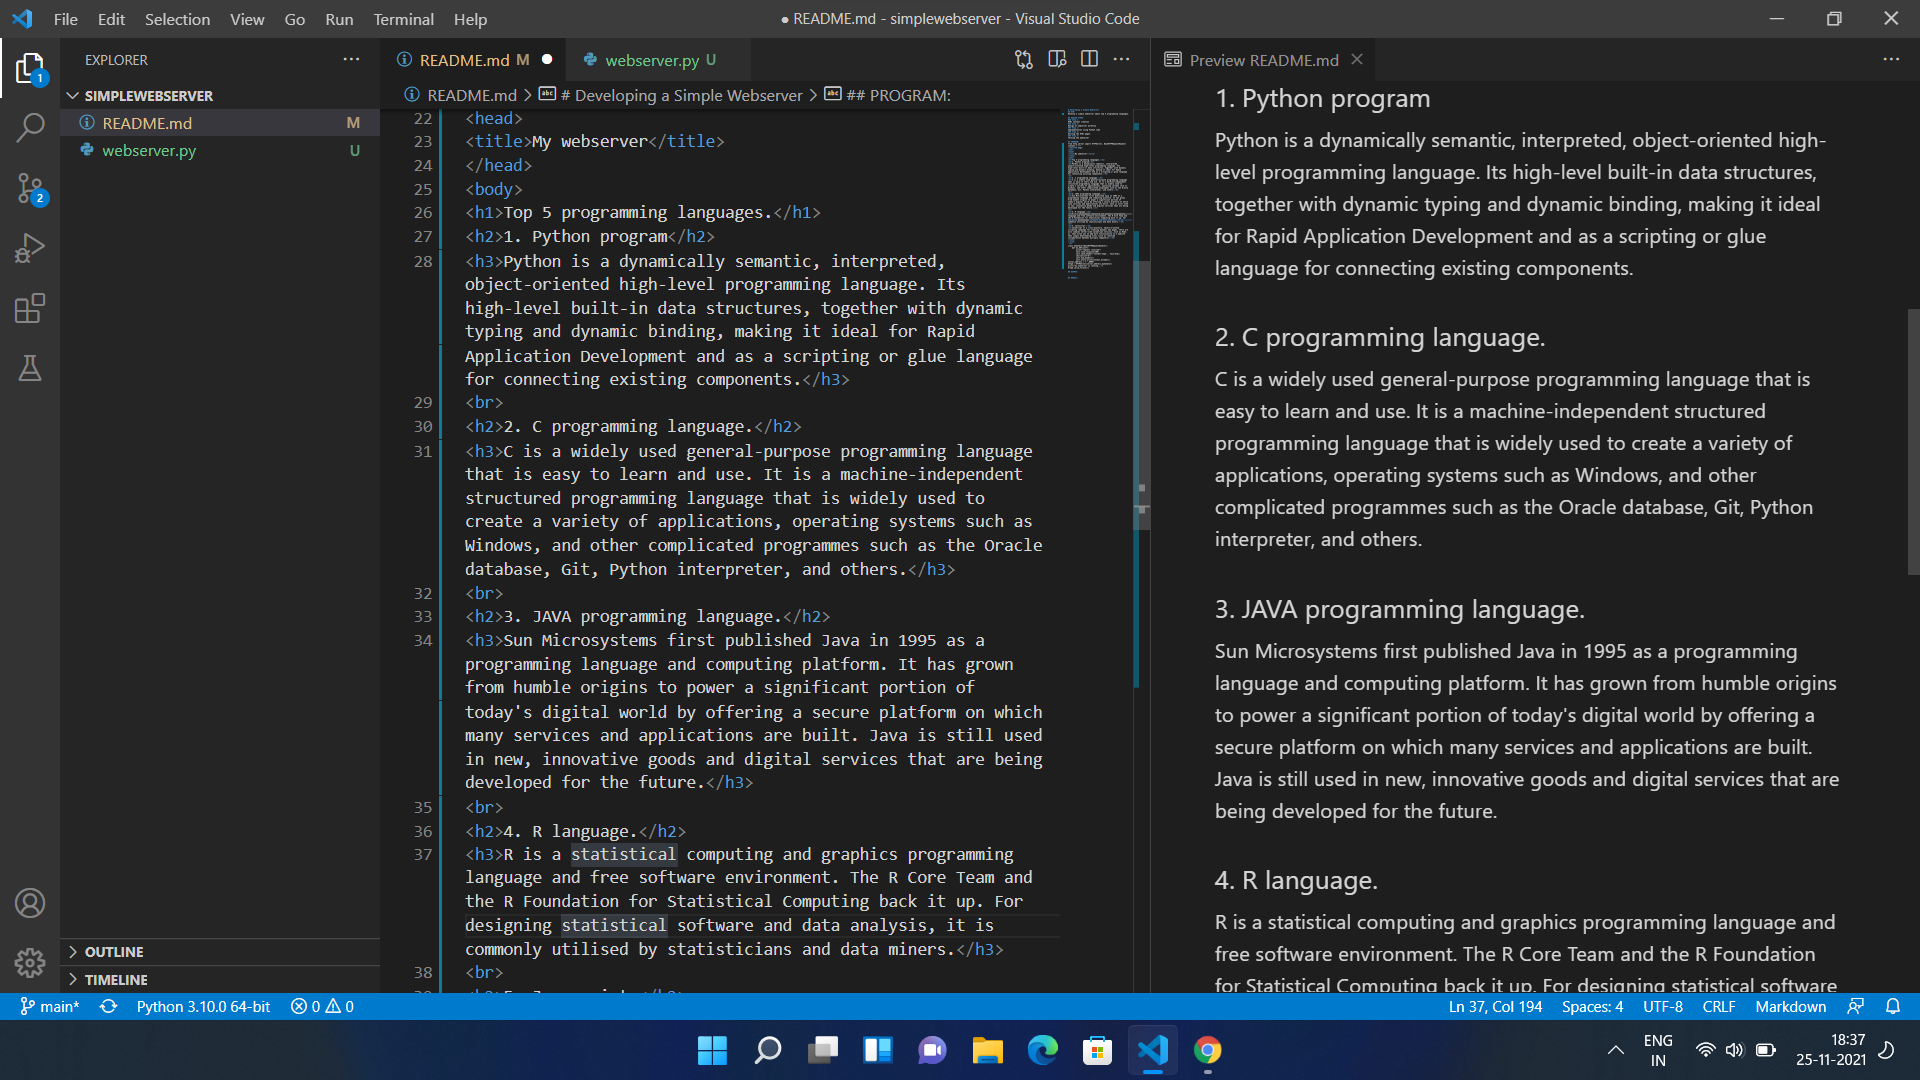 File Edit Selection View Go Run Terminal Help
● README.md - simplewebserver - Visual Studio Code
EXPLORER
SIMPLEWEBSERVER
README.md M
webserver.py U
OUTLINE
TIMELINE
1
2
README.md M
webserver.py U
README.md > # Developing a Simple Webserver > ## PROGRAM:
22 <head>
23 <title>My webserver</title>
24 </head>
25 <body>
26 <h1>Top 5 programming languages.</h1>
27 <h2>1. Python program</h2>
28 <h3>Python is a dynamically semantic, interpreted,
object-oriented high-level programming language. Its
high-level built-in data structures, together with dynamic
typing and dynamic binding, making it ideal for Rapid
Application Development and as a scripting or glue language
for connecting existing components.</h3>
29 <br>
30 <h2>2. C programming language.</h2>
31 <h3>C is a widely used general-purpose programming language
that is easy to learn and use. It is a machine-independent
structured programming language that is widely used to
create a variety of applications, operating systems such as
Windows, and other complicated programmes such as the Oracle
database, Git, Python interpreter, and others.</h3>
32 <br>
33 <h2>3. JAVA programming language.</h2>
34 <h3>Sun Microsystems first published Java in 1995 as a
programming language and computing platform. It has grown
from humble origins to power a significant portion of
today's digital world by offering a secure platform on which
many services and applications are built. Java is still used
in new, innovative goods and digital services that are being
developed for the future.</h3>
35 <br>
36 <h2>4. R language.</h2>
37 <h3>R is a statistical computing and graphics programming
language and free software environment. The R Core Team and
the R Foundation for Statistical Computing back it up. For
designing statistical software and data analysis, it is
commonly utilised by statisticians and data miners.</h3>
38 <br>
Preview README.md
1. Python program
Python is a dynamically semantic, interpreted, object-oriented high-
level programming language. Its high-level built-in data structures,
together with dynamic typing and dynamic binding, making it ideal
for Rapid Application Development and as a scripting or glue
language for connecting existing components.
2. C programming language.
C is a widely used general-purpose programming language that is
easy to learn and use. It is a machine-independent structured
programming language that is widely used to create a variety of
applications, operating systems such as Windows, and other
complicated programmes such as the Oracle database, Git, Python
interpreter, and others.
3. JAVA programming language.
Sun Microsystems first published Java in 1995 as a programming
language and computing platform. It has grown from humble origins
to power a significant portion of today's digital world by offering a
secure platform on which many services and applications are built.
Java is still used in new, innovative goods and digital services that are
being developed for the future.
4. R language.
R is a statistical computing and graphics programming language and
free software environment. The R Core Team and the R Foundation
for Statistical Computing back it up. For designing statistical software
main* Python 3.10.0 64-bit 0 0
Ln 37, Col 194 Spaces: 4 UTF-8 CRLF Markdown
ENG
IN
18:37
25-11-2021